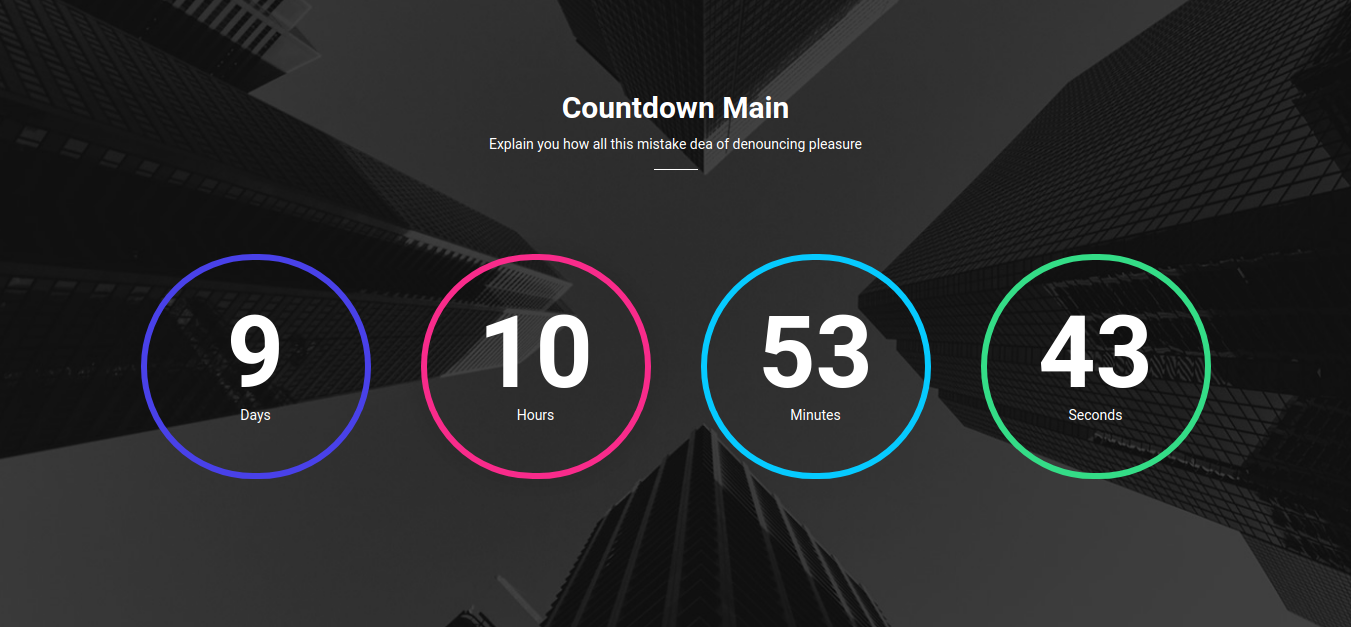 Countdown Main
Explain you how all this mistake dea of denouncing pleasure
9
Days
10
Hours
53
Minutes
43
Seconds